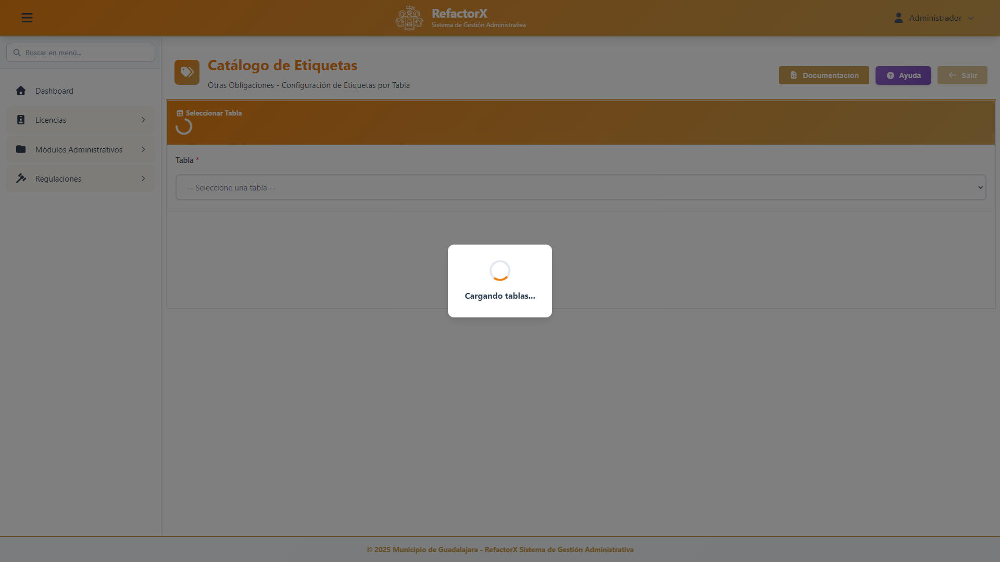 RefactorX
Sistema de Gestión Administrativa
Administrador
Buscar en menú...
Dashboard
Licencias
Módulos Administrativos
Regulaciones
Catálogo de Etiquetas
Otras Obligaciones - Configuración de Etiquetas por Tabla
Documentacion
Ayuda
Salir
Seleccionar Tabla
Tabla *
-- Seleccione una tabla --
Cargando tablas...
© 2025 Municipio de Guadalajara - RefactorX Sistema de Gestión Administrativa